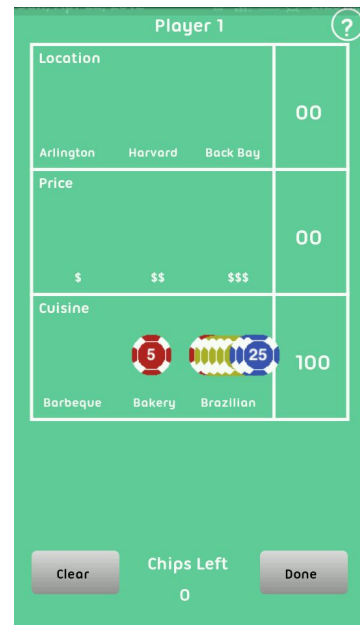 Player 1
?
Location
00
Arlington Harvard Back Bay
Price
00
$ $$ $$$
Cuisine
5 25 100
Barbeque Bakery Brazilian
Clear Chips Left Done
0